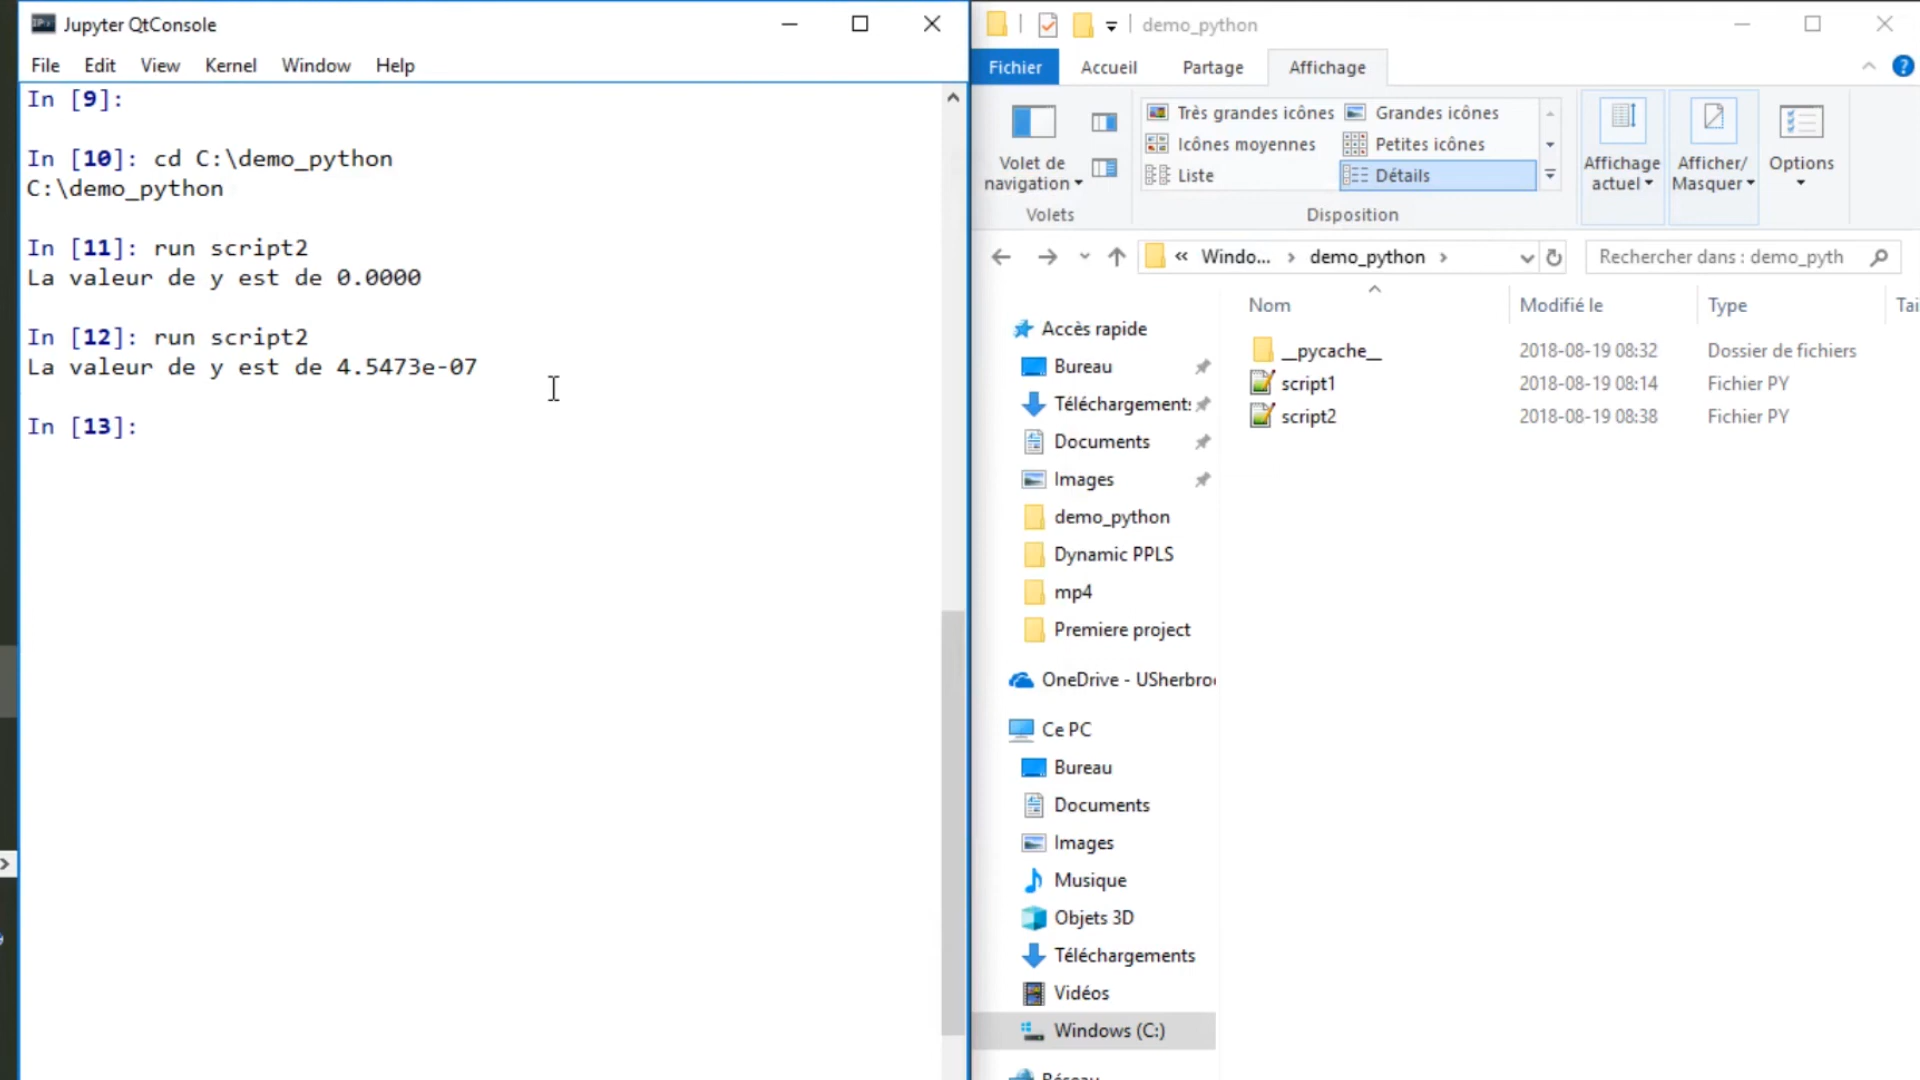 Jupyter QtConsole
File Edit View Kernel Window Help
In [9]:
In [10]: cd C:\demo_python
C:\demo_python
In [11]: run script2
La valeur de y est de 0.0000
In [12]: run script2
La valeur de y est de 4.5473e-07
In [13]:
demo_python
Fichier Accueil Partage Affichage
Volet de
navigation
Volets
Très grandes icônes Grandes icônes
Icônes moyennes Petites icônes
Liste Détails
Disposition
Affichage
actuel
Afficher/
Masquer
Options
« Windo... › demo_python ›
Rechercher dans : demo_pyth
Nom Modifié le Type Tai
__pycache__ 2018-08-19 08:32 Dossier de fichiers
script1 2018-08-19 08:14 Fichier PY
script2 2018-08-19 08:38 Fichier PY
Accès rapide
Bureau
Téléchargements
Documents
Images
demo_python
Dynamic PPLS
mp4
Premiere project
OneDrive - USherbroo
Ce PC
Bureau
Documents
Images
Musique
Objets 3D
Téléchargements
Vidéos
Windows (C:)
Réseau